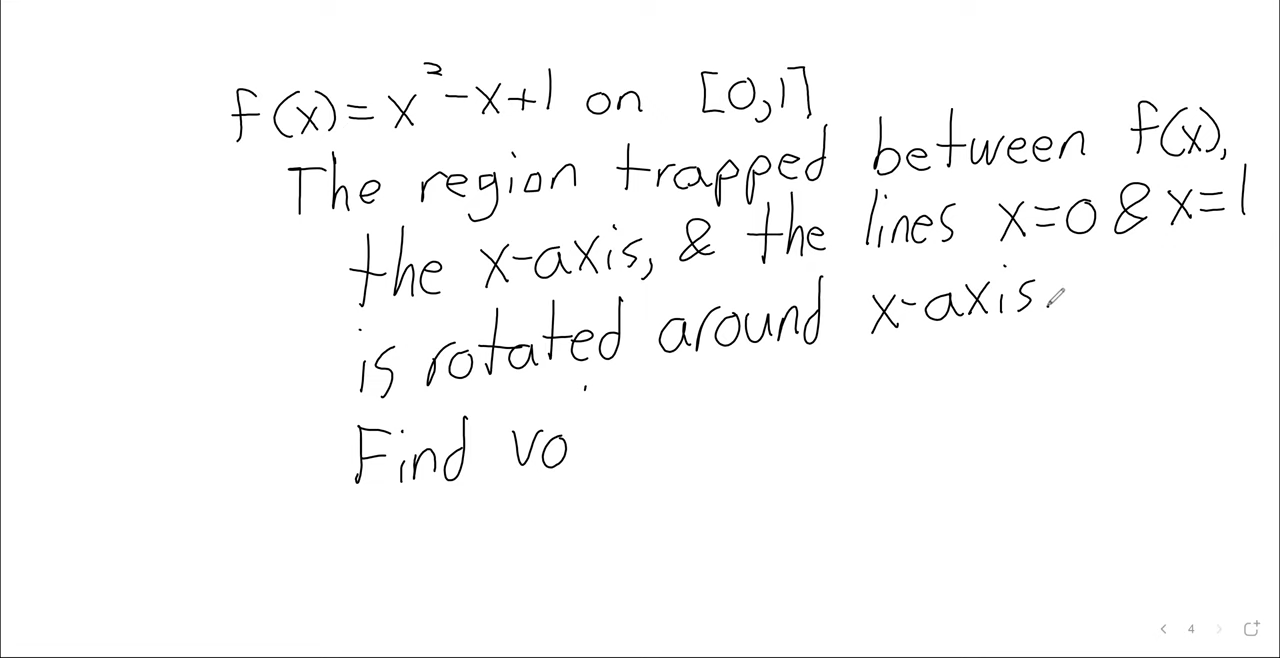 f(x)=x²-x+1 on [0,1]
The region trapped between f(x),
the x-axis, & the lines x=0 & x=1
is rotated around x-axis.
Find vo
4